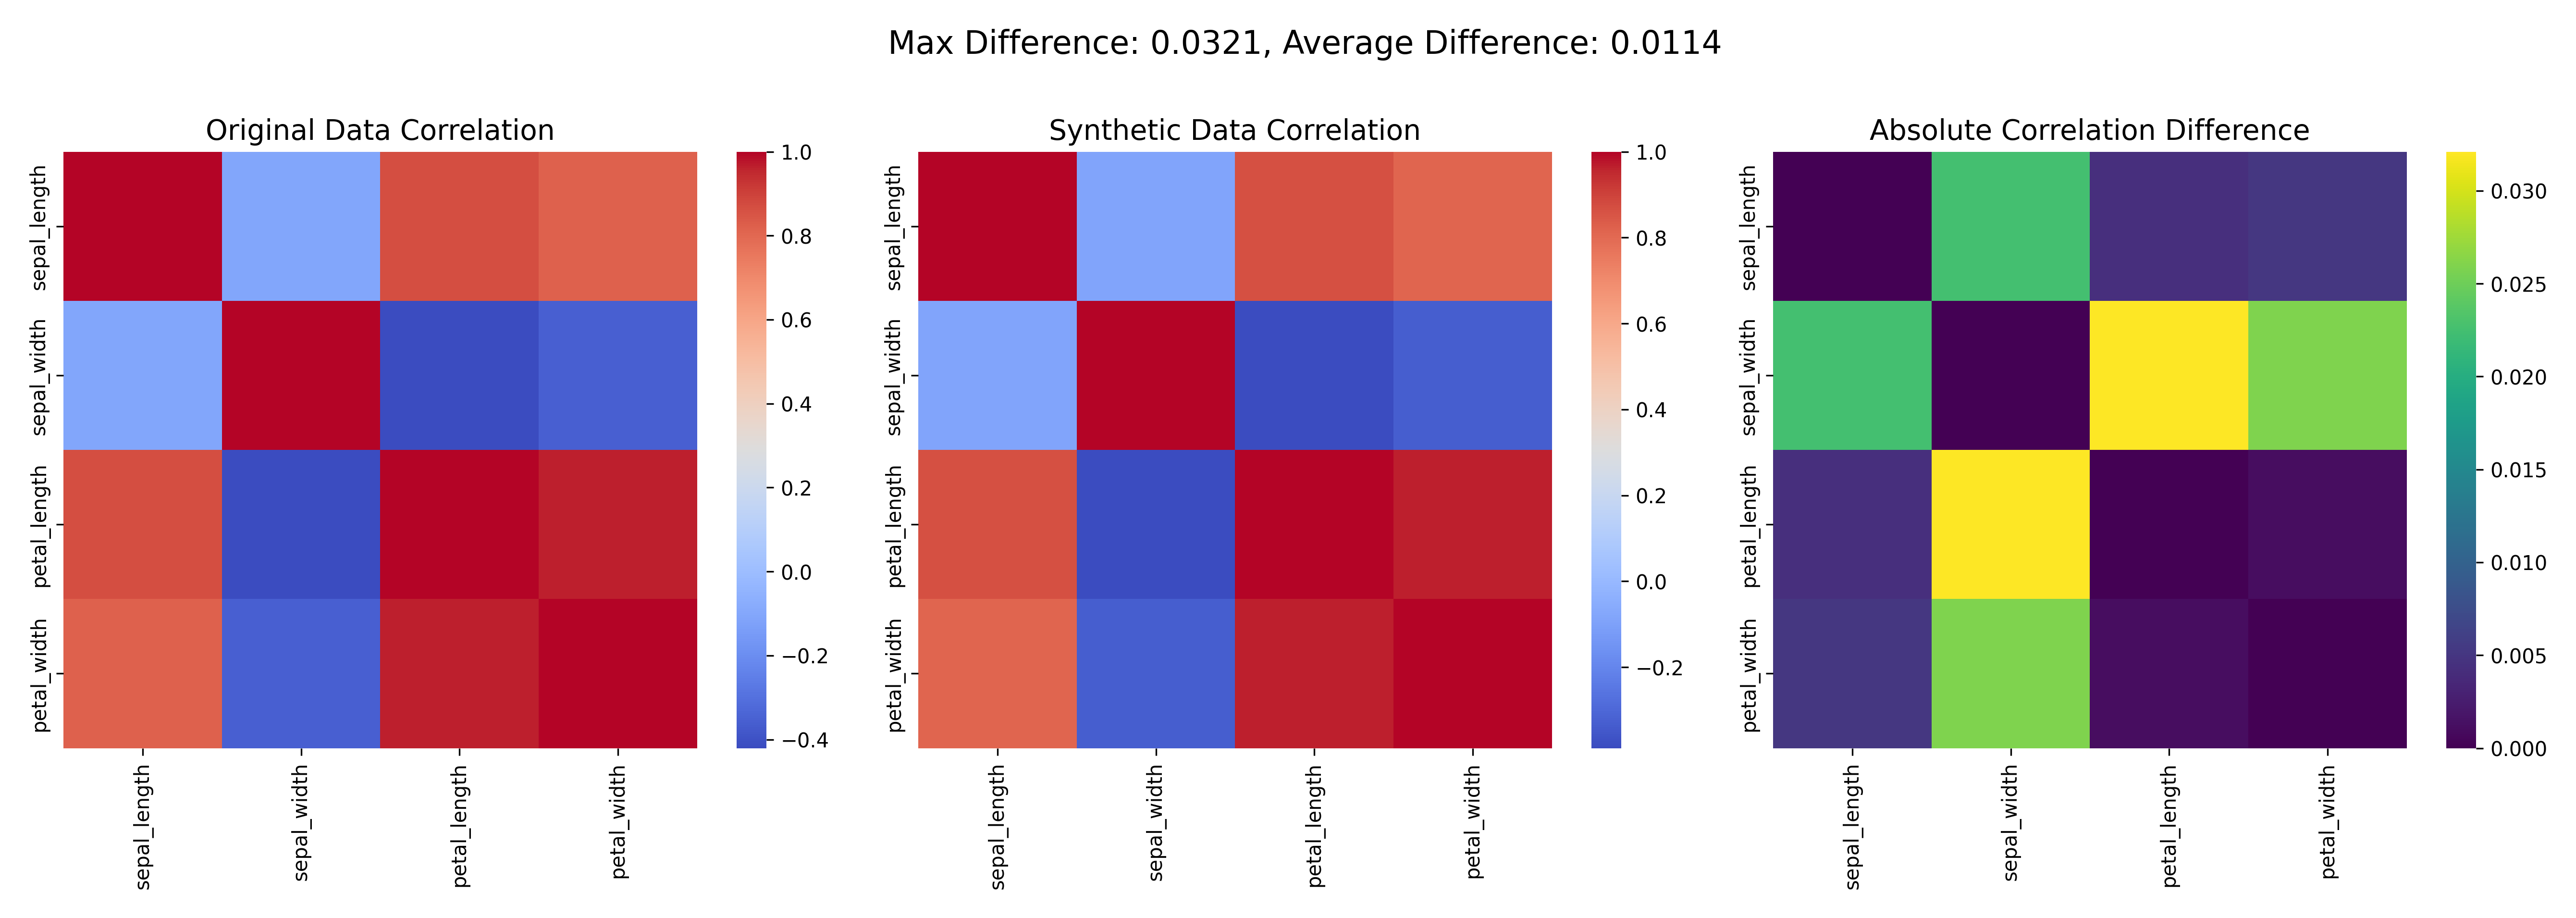 Max Difference: 0.0321, Average Difference: 0.0114
Original Data Correlation
sepal_length
sepal_width
petal_length
petal_width
sepal_length
sepal_width
petal_length
petal_width
1.0
0.8
0.6
0.4
0.2
0.0
−0.2
−0.4
Synthetic Data Correlation
sepal_length
sepal_width
petal_length
petal_width
sepal_length
sepal_width
petal_length
petal_width
1.0
0.8
0.6
0.4
0.2
0.0
−0.2
Absolute Correlation Difference
sepal_length
sepal_width
petal_length
petal_width
sepal_length
sepal_width
petal_length
petal_width
0.030
0.025
0.020
0.015
0.010
0.005
0.000